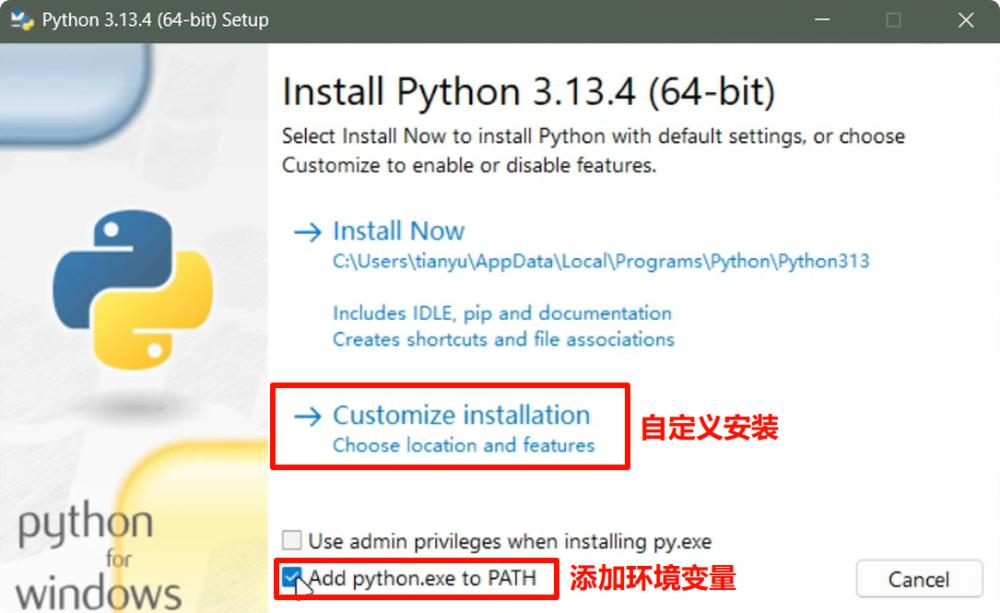 Python 3.13.4 (64-bit) Setup
Install Python 3.13.4 (64-bit)
Select Install Now to install Python with default settings, or choose
Customize to enable or disable features.
Install Now
C:\Users\tianyu\AppData\Local\Programs\Python\Python313
Includes IDLE, pip and documentation
Creates shortcuts and file associations
Customize installation
Choose location and features
自定义安装
Use admin privileges when installing py.exe
Add python.exe to PATH
添加环境变量
Cancel
python
for
windows